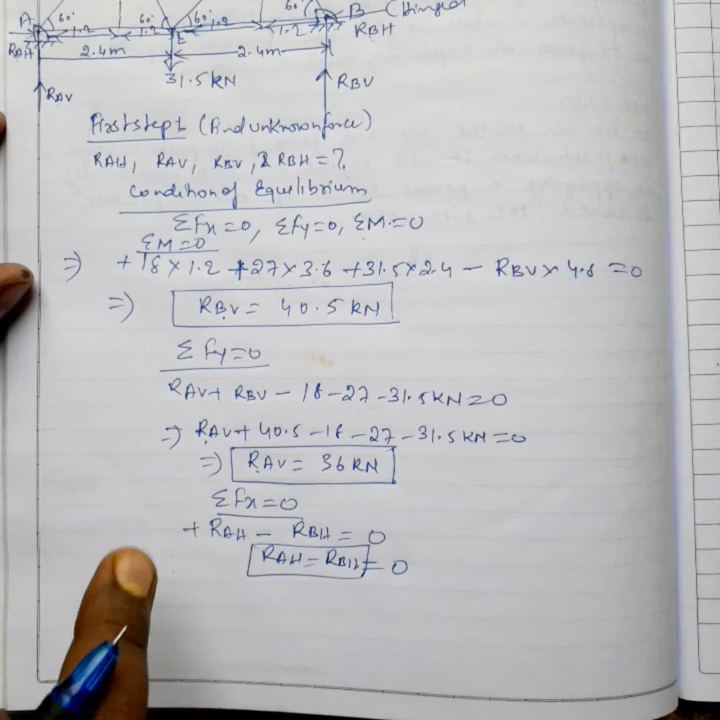 A 60° 60° 60° B (hinged
RAH 1.2 1.2 E 1.2 1.2 RBH
2.4m 2.4m
31.5 KN
RAV RBV
First step 1 (Find unknown force)
RAH, RAV, RBV, & RBH = ?
Condition of Equilibrium
Σfx=0, Σfy=0, ΣM=0
ΣM=0
⇒ +18×1.2 +27×3.6 +31.5×2.4 - RBV×4.8 =0
⇒ RBV = 40.5 KN
Σfy=0
RAV+ RBV - 18-27-31.5KN=0
⇒ RAV+ 40.5-18-27-31.5KN=0
⇒ RAV= 36KN
Σfx=0
+ RAH - RBH = 0
RAH = RBH = 0